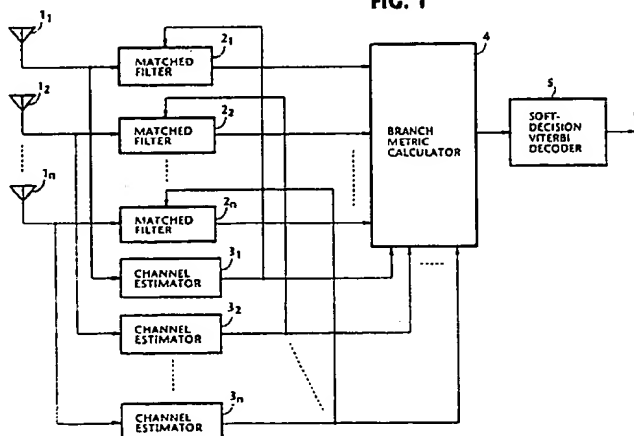 FIG. 1
1₁
MATCHED
FILTER
2₁
1₂
MATCHED
FILTER
2₂
1n
MATCHED
FILTER
2n
CHANNEL
ESTIMATOR
3₁
CHANNEL
ESTIMATOR
3₂
CHANNEL
ESTIMATOR
3n
4
BRANCH
METRIC
CALCULATOR
5
SOFT-
DECISION
VITERBI
DECODER